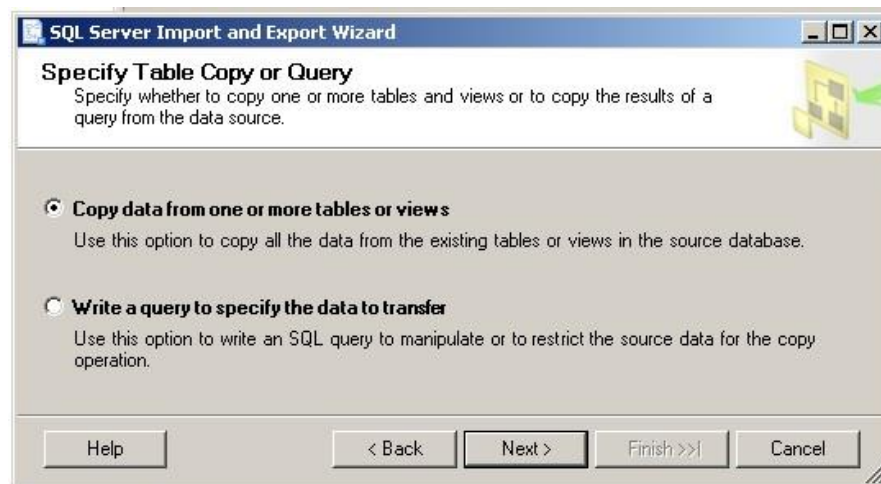 SQL Server Import and Export Wizard
Specify Table Copy or Query
Specify whether to copy one or more tables and views or to copy the results of a
query from the data source.
Copy data from one or more tables or views
Use this option to copy all the data from the existing tables or views in the source database.
Write a query to specify the data to transfer
Use this option to write an SQL query to manipulate or to restrict the source data for the copy
operation.
Help < Back Next > Finish >>| Cancel